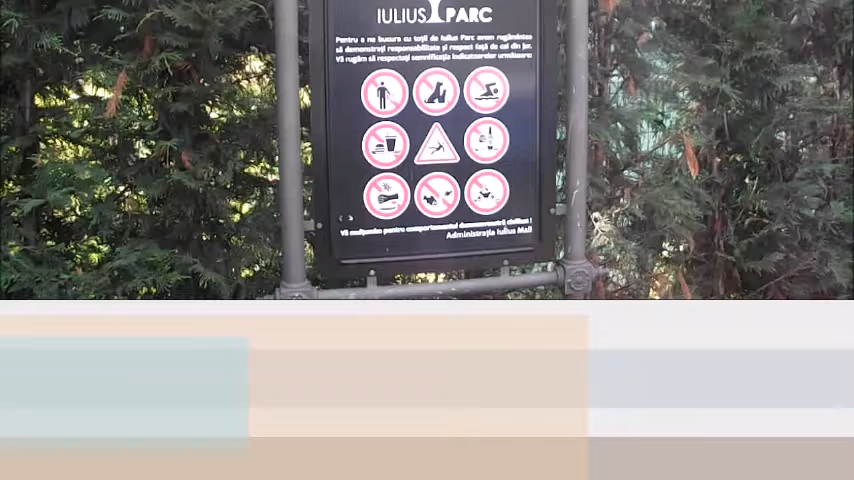 IULIUS PARC
Pentru a ne bucura cu toții de Iulius Parc avem rugămintea
să demonstrați responsabilitate și respect față de cei din jur.
Vă rugăm să respectați semnificația indicatoarelor următoare:
Vă mulțumim pentru comportamentul dumneavoastră civilizat!
Administrația Iulius Mall